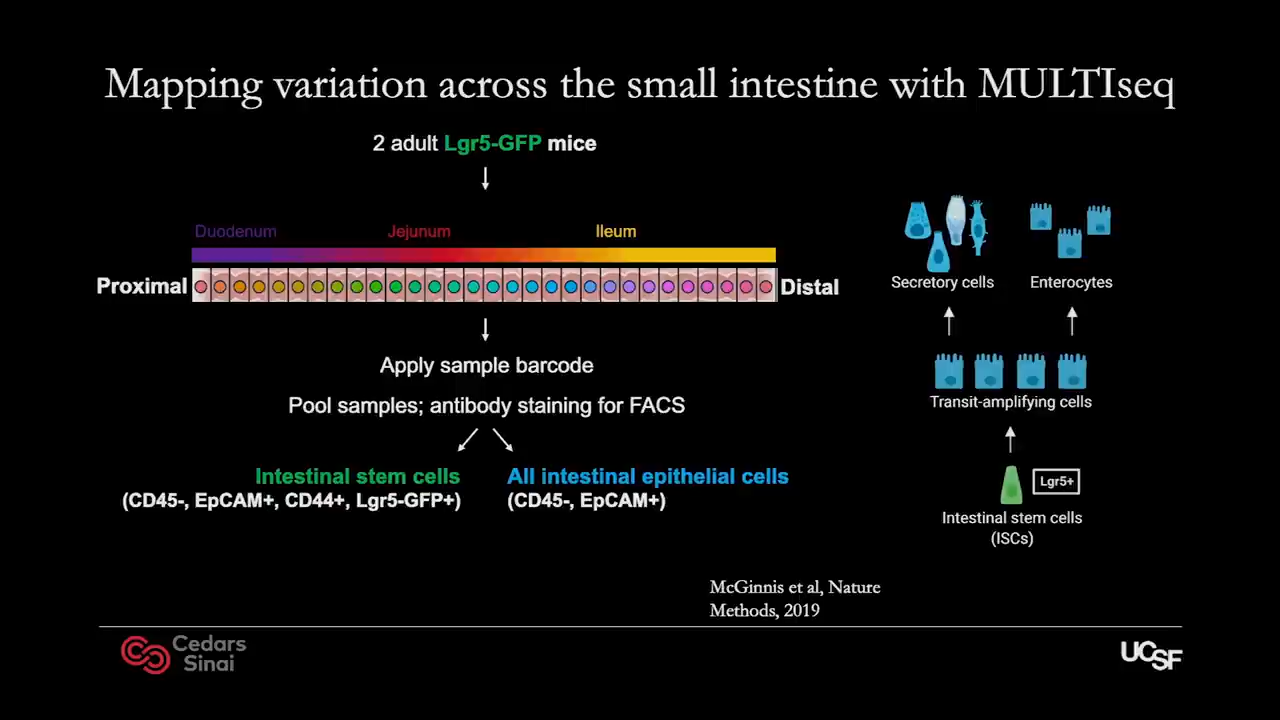 Mapping variation across the small intestine with MULTIseq
2 adult Lgr5-GFP mice
Duodenum
Jejunum
Ileum
Proximal
Distal
Apply sample barcode
Pool samples; antibody staining for FACS
Intestinal stem cells
(CD45-, EpCAM+, CD44+, Lgr5-GFP+)
All intestinal epithelial cells
(CD45-, EpCAM+)
Secretory cells
Enterocytes
Transit-amplifying cells
Lgr5+
Intestinal stem cells
(ISCs)
McGinnis et al, Nature
Methods, 2019
Cedars
Sinai
UCSF